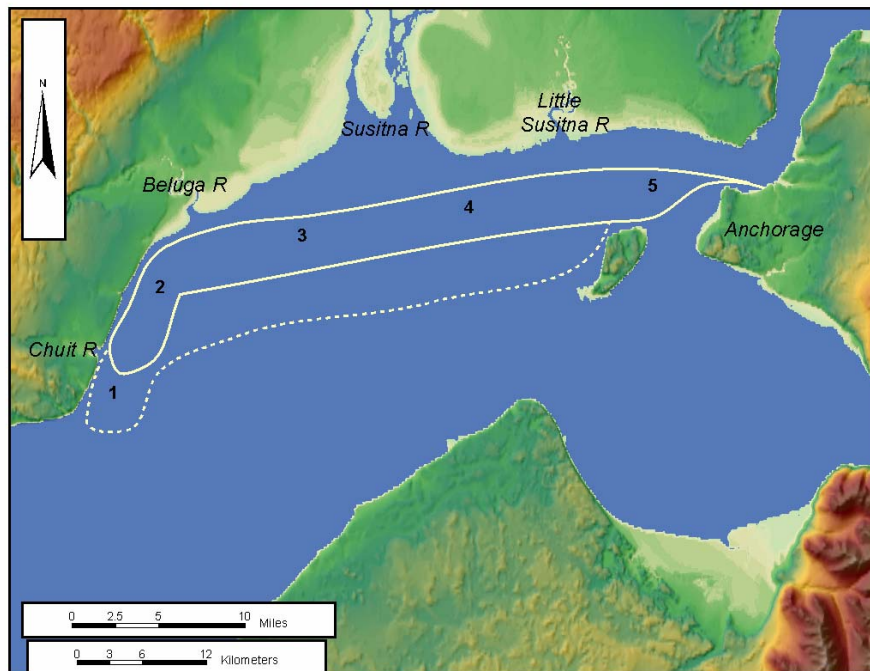 N
Little
Susitna R
Susitna R
Beluga R
5
4
Anchorage
3
2
Chuit R
1
0 2.5 5 10 Miles
0 3 6 12 Kilometers